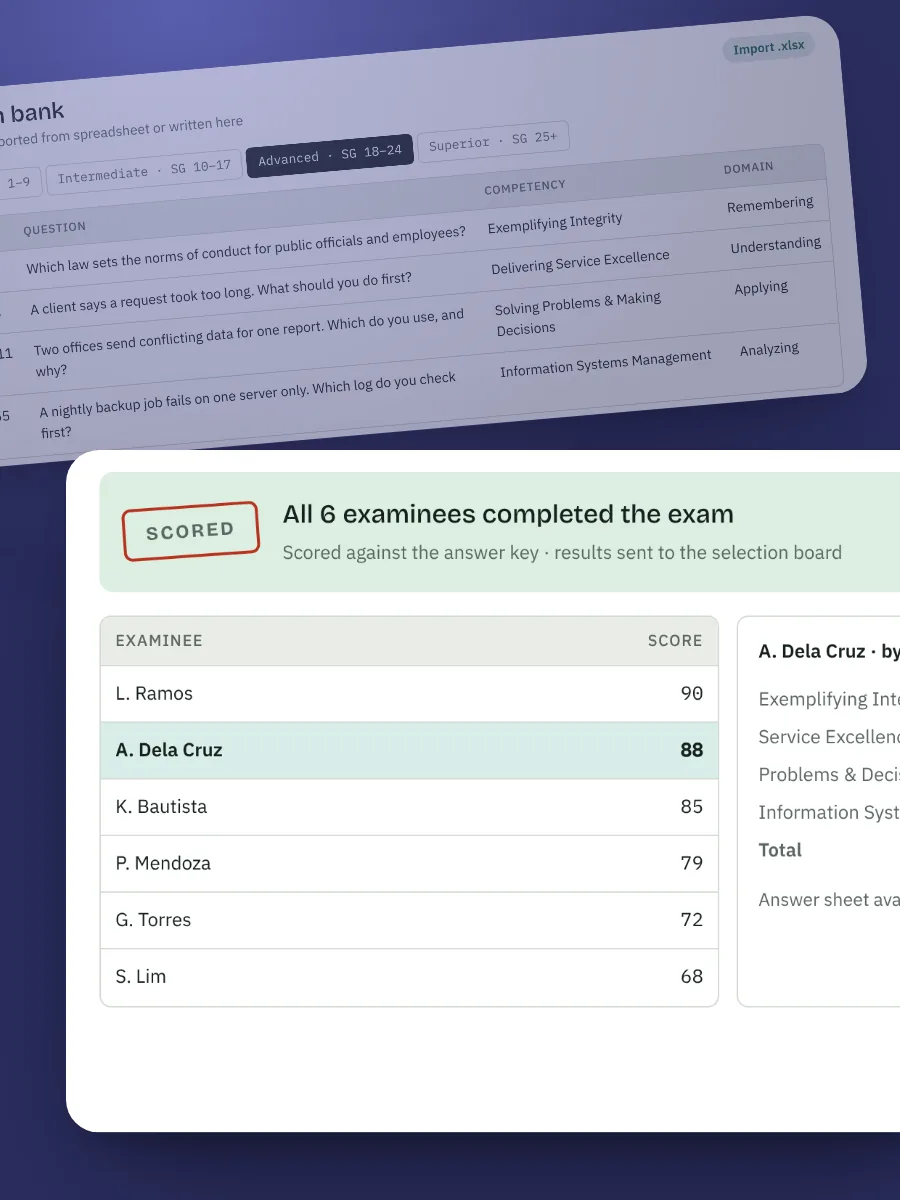 Import .xlsx
bank
ported from spreadsheet or written here
1–9
Intermediate · SG 10–17
Advanced · SG 18–24
Superior · SG 25+
QUESTION COMPETENCY DOMAIN
Which law sets the norms of conduct for public officials and employees? Exemplifying Integrity Remembering
A client says a request took too long. What should you do first? Delivering Service Excellence Understanding
11 Two offices send conflicting data for one report. Which do you use, and
why?
Solving Problems & Making
Decisions
Applying
A nightly backup job fails on one server only. Which log do you check
first?
Information Systems Management Analyzing
SCORED
All 6 examinees completed the exam
Scored against the answer key · results sent to the selection board
EXAMINEE SCORE
L. Ramos 90
A. Dela Cruz 88
K. Bautista 85
P. Mendoza 79
G. Torres 72
S. Lim 68
A. Dela Cruz · by
Exemplifying Inte
Service Excellen
Problems & Deci
Information Syst
Total
Answer sheet ava